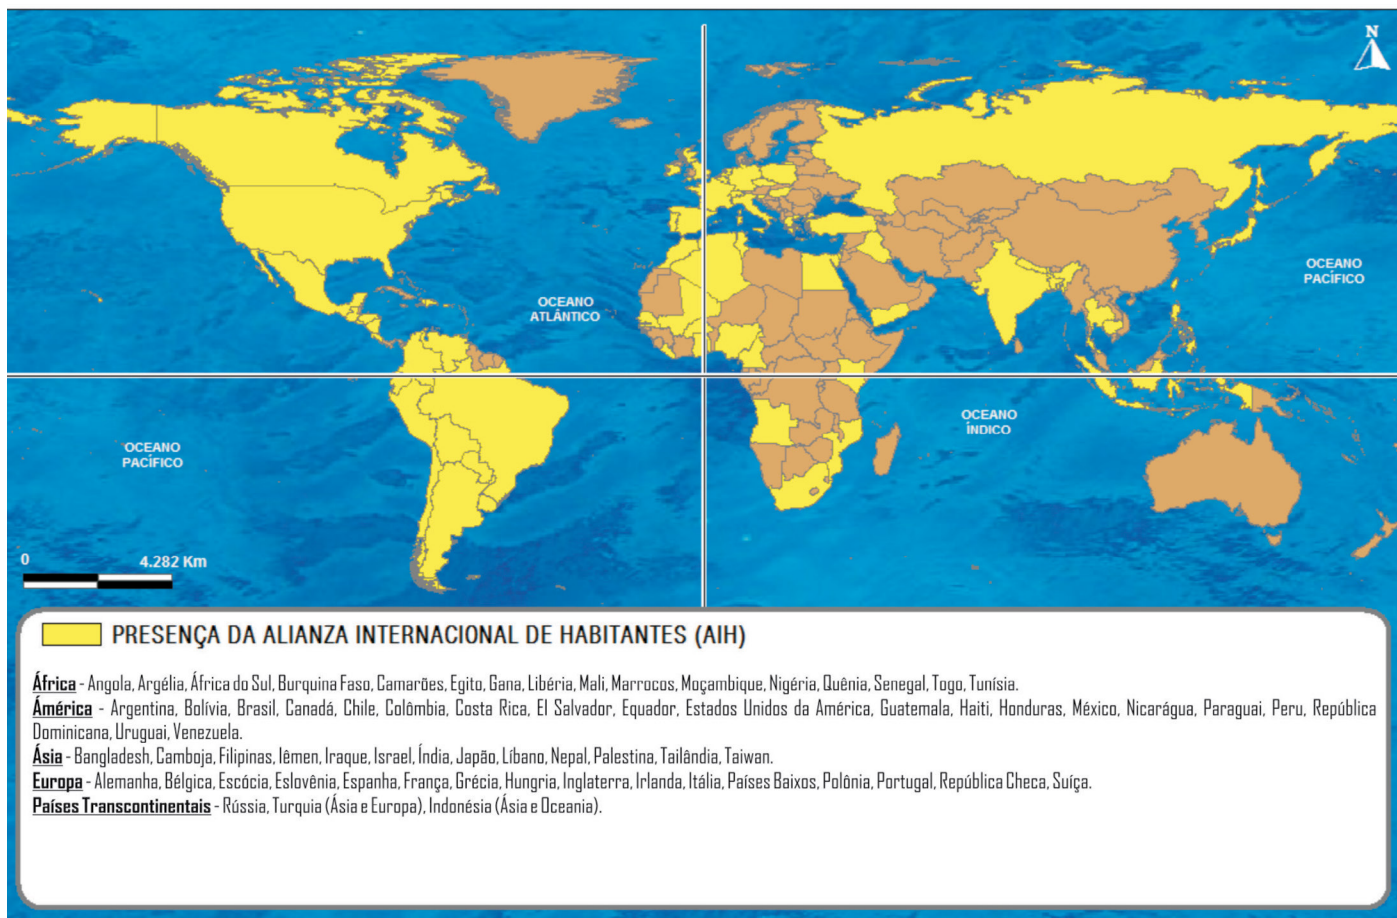 N
OCEANO
PACÍFICO
OCEANO
ATLÂNTICO
OCEANO
ÍNDICO
OCEANO
PACÍFICO
0 4.282 Km
PRESENÇA DA ALIANZA INTERNACIONAL DE HABITANTES (AIH)
África - Angola, Argélia, África do Sul, Burquina Faso, Camarões, Egito, Gana, Libéria, Mali, Marrocos, Moçambique, Nigéria, Quênia, Senegal, Togo, Tunísia.
Ámérica - Argentina, Bolívia, Brasil, Canadá, Chile, Colômbia, Costa Rica, El Salvador, Equador, Estados Unidos da América, Guatemala, Haiti, Honduras, México, Nicarágua, Paraguai, Peru, República
Dominicana, Uruguai, Venezuela.
Ásia - Bangladesh, Camboja, Filipinas, Iêmen, Iraque, Israel, Índia, Japão, Líbano, Nepal, Palestina, Tailândia, Taiwan.
Europa - Alemanha, Bélgica, Escócia, Eslovênia, Espanha, França, Grécia, Hungria, Inglaterra, Irlanda, Itália, Países Baixos, Polônia, Portugal, República Checa, Suíça.
Países Transcontinentais - Rússia, Turquia (Ásia e Europa), Indonésia (Ásia e Oceania).